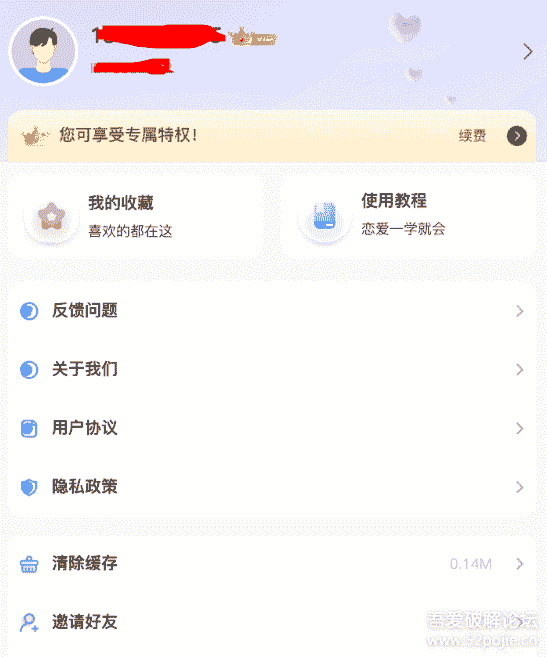 您可享受专属特权！
续费
我的收藏
喜欢的都在这
使用教程
恋爱一学就会
反馈问题
关于我们
用户协议
隐私政策
清除缓存
0.14M
邀请好友
吾爱破解论坛
www.52pojie.cn